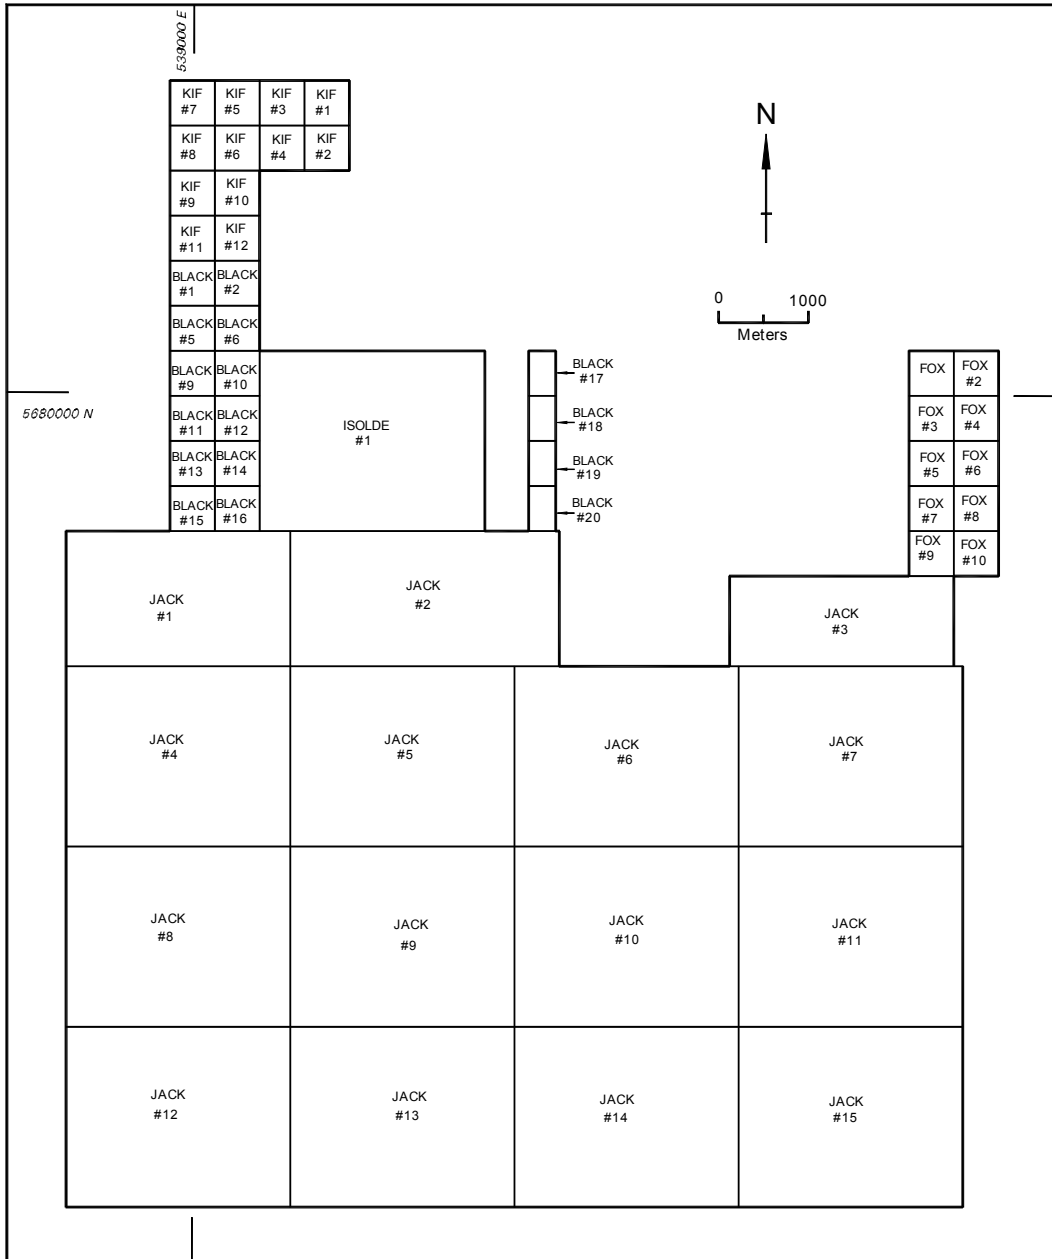 539000 E
KIF
#7
KIF
#5
KIF
#3
KIF
#1
KIF
#8
KIF
#6
KIF
#4
KIF
#2
KIF
#9
KIF
#10
KIF
#11
KIF
#12
BLACK
#1
BLACK
#2
BLACK
#5
BLACK
#6
BLACK
#9
BLACK
#10
BLACK
#11
BLACK
#12
BLACK
#13
BLACK
#14
BLACK
#15
BLACK
#16
N
0 1000
Meters
5680000 N
ISOLDE
#1
BLACK
#17
BLACK
#18
BLACK
#19
BLACK
#20
FOX
FOX
#2
FOX
#3
FOX
#4
FOX
#5
FOX
#6
FOX
#7
FOX
#8
FOX
#9
FOX
#10
JACK
#1
JACK
#2
JACK
#3
JACK
#4
JACK
#5
JACK
#6
JACK
#7
JACK
#8
JACK
#9
JACK
#10
JACK
#11
JACK
#12
JACK
#13
JACK
#14
JACK
#15